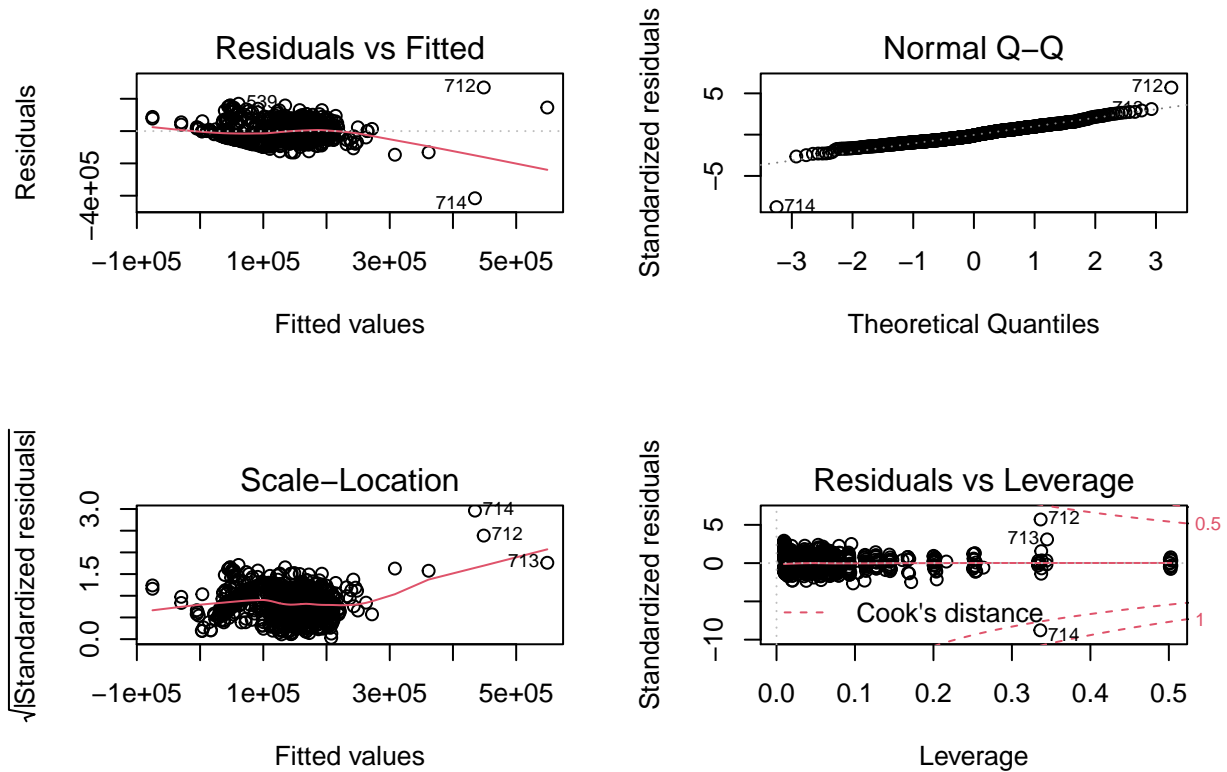 Residuals vs Fitted
Residuals
−4e+05
712
539
714
−1e+05 1e+05 3e+05 5e+05
Fitted values
Normal Q−Q
Standardized residuals
−5 5
712
713
714
−3 −2 −1 0 1 2 3
Theoretical Quantiles
Scale−Location
√|Standardized residuals|
0.0 1.5 3.0
714
712
713
−1e+05 1e+05 3e+05 5e+05
Fitted values
Residuals vs Leverage
Standardized residuals
−10 0 5
712
713
0.5
Cook's distance
1
714
0.0 0.1 0.2 0.3 0.4 0.5
Leverage